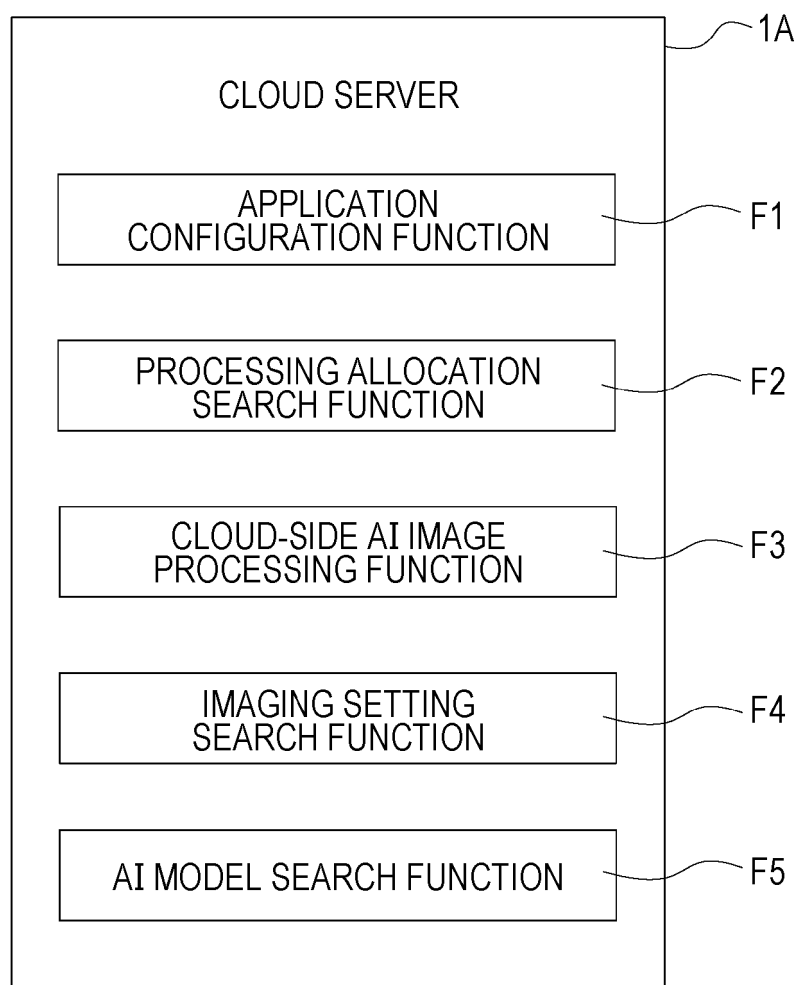 1A
CLOUD SERVER
APPLICATION
CONFIGURATION FUNCTION
F1
PROCESSING ALLOCATION
SEARCH FUNCTION
F2
CLOUD-SIDE AI IMAGE
PROCESSING FUNCTION
F3
IMAGING SETTING
SEARCH FUNCTION
F4
AI MODEL SEARCH FUNCTION
F5